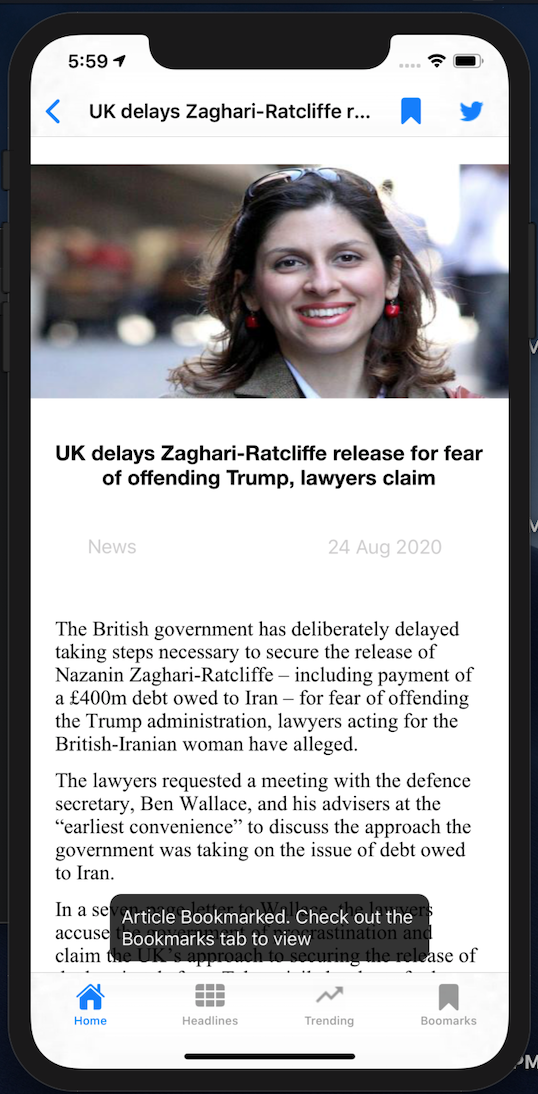 5:59
UK delays Zaghari-Ratcliffe r...
UK delays Zaghari-Ratcliffe release for fear
of offending Trump, lawyers claim
News
24 Aug 2020
The British government has deliberately delayed
taking steps necessary to secure the release of
Nazanin Zaghari-Ratcliffe – including payment of
a £400m debt owed to Iran – for fear of offending
the Trump administration, lawyers acting for the
British-Iranian woman have alleged.
The lawyers requested a meeting with the defence
secretary, Ben Wallace, and his advisers at the
“earliest convenience” to discuss the approach the
government was taking on the issue of debt owed
to Iran.
In a seven-page letter to Wallace, the lawyers
accuse the government of procrastination and
claim the UK’s approach to securing the release of
Article Bookmarked. Check out the
Bookmarks tab to view
Home
Headlines
Trending
Boomarks
PM